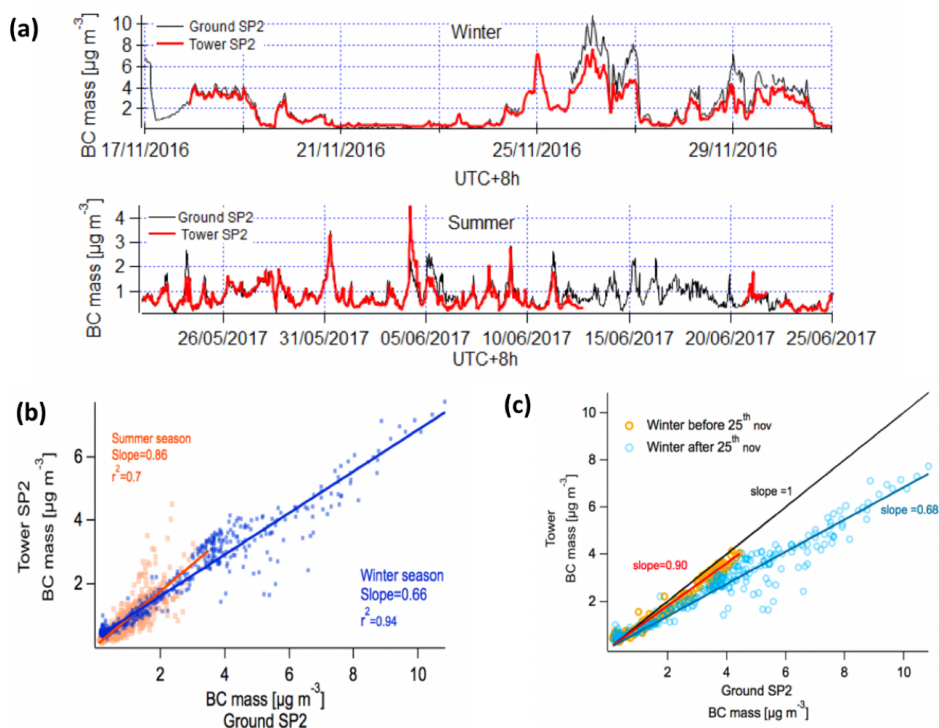 (a)
Ground SP2
Tower SP2
Winter
BC mass [µg m⁻³]
10
8
6
4
2
17/11/2016
21/11/2016
25/11/2016
29/11/2016
UTC+8h
Ground SP2
Tower SP2
Summer
BC mass [µg m⁻³]
4
3
2
1
26/05/2017
31/05/2017
05/06/2017
10/06/2017
15/06/2017
20/06/2017
25/06/2017
UTC+8h
(b)
Summer season
Slope=0.86
r²=0.7
Winter season
Slope=0.66
r²=0.94
Tower SP2
BC mass [µg m⁻³]
6
4
2
2
4
6
8
10
BC mass [µg m⁻³]
Ground SP2
(c)
Winter before 25th nov
Winter after 25th nov
slope =1
slope =0.68
slope=0.90
Tower
BC mass [µg m⁻³]
10
8
6
4
2
2
4
6
8
10
Ground SP2
BC mass [µg m⁻³]